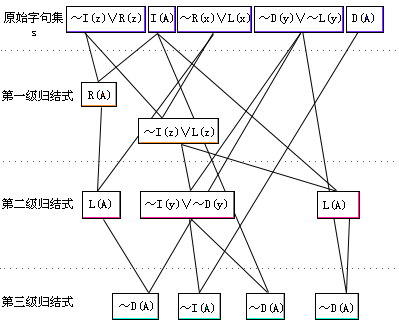 原始字句集 ~I(z)∨R(z) I(A) ~R(x)∨L(x) ~D(y)∨~L(y) D(A)
s
第一级归结式 R(A)
~I(z)∨L(z)
第二级归结式 L(A) ~I(y)∨~D(y) L(A)
第三级归结式 ~D(A) ~I(A) ~D(A) ~D(A)